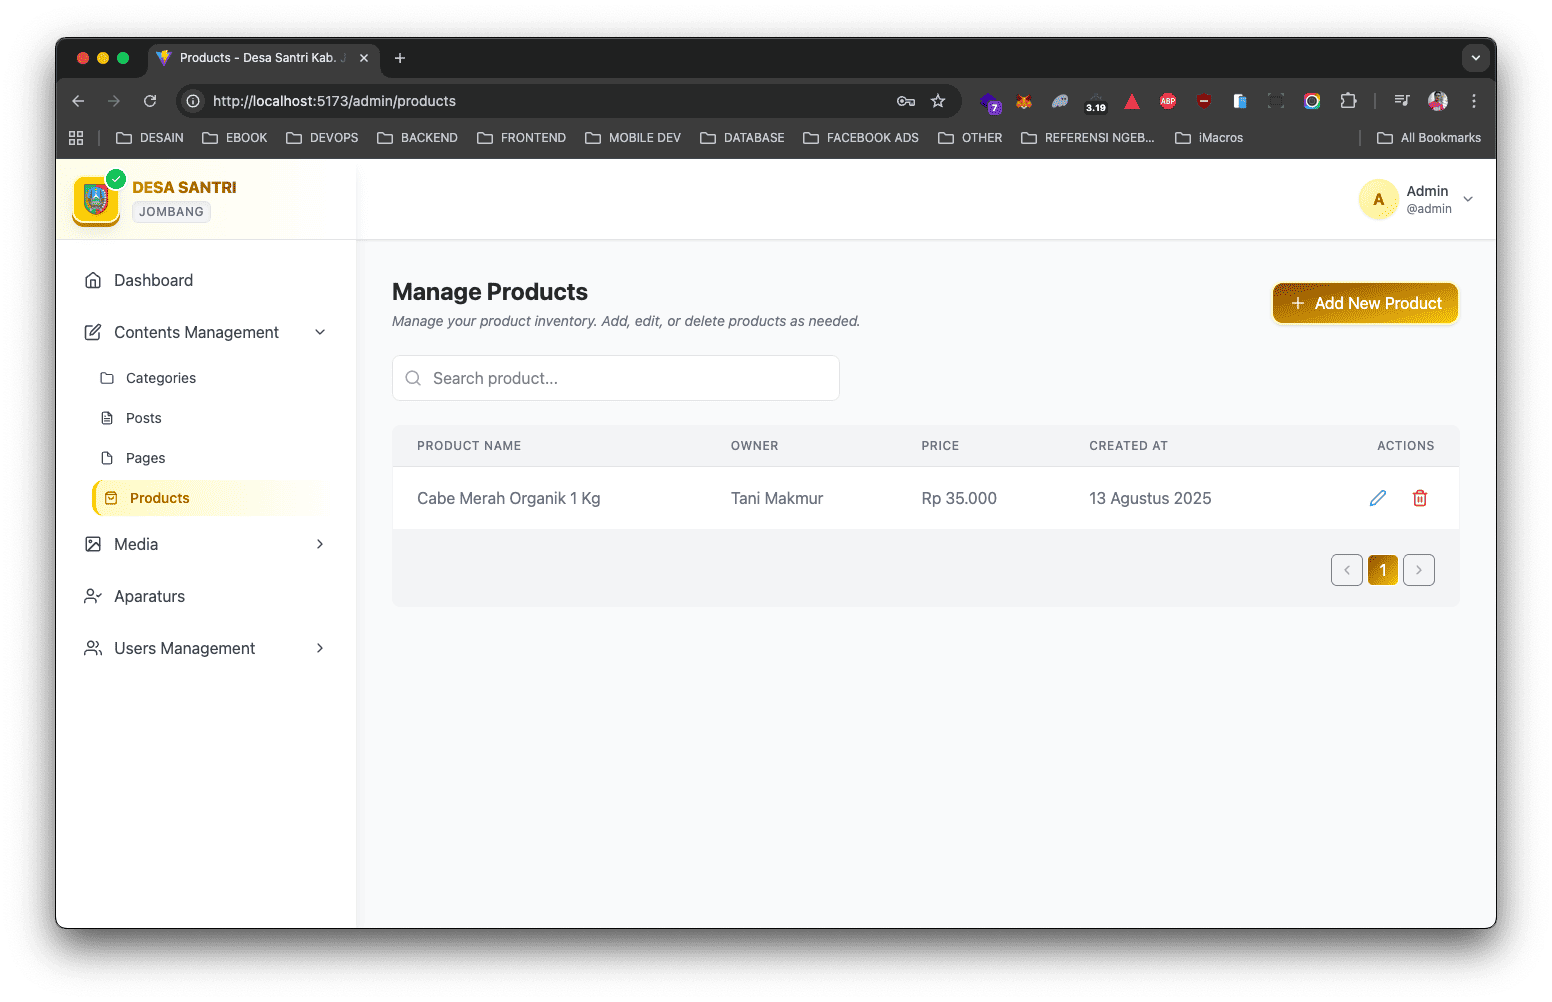 Products - Desa Santri Kab. J
http://localhost:5173/admin/products
7
3.19
ABP
DESAIN
EBOOK
DEVOPS
BACKEND
FRONTEND
MOBILE DEV
DATABASE
FACEBOOK ADS
OTHER
REFERENSI NGEB...
iMacros
All Bookmarks
DESA SANTRI
JOMBANG
A
Admin
@admin
Dashboard
Contents Management
Categories
Posts
Pages
Products
Media
Aparaturs
Users Management
Manage Products
Manage your product inventory. Add, edit, or delete products as needed.
Add New Product
Search product...
PRODUCT NAME OWNER PRICE CREATED AT ACTIONS
Cabe Merah Organik 1 Kg Tani Makmur Rp 35.000 13 Agustus 2025
1